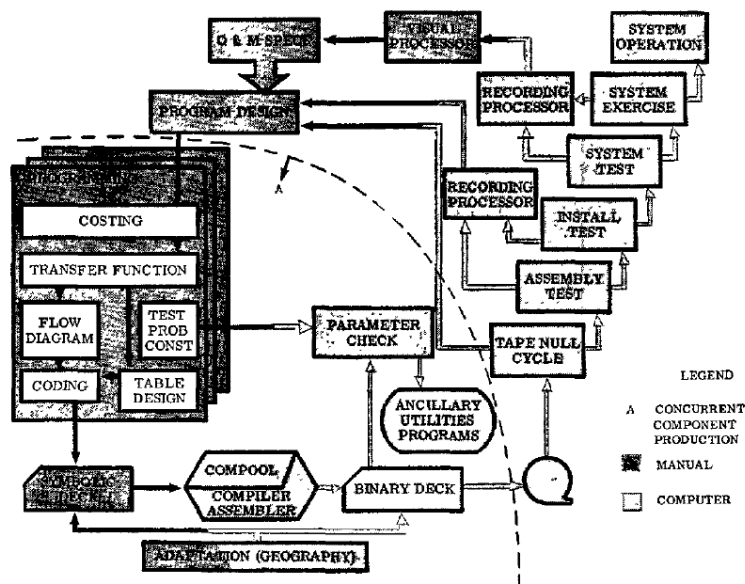 SYSTEM
OPERATION
O & M SPECF
VISUAL
PROCESSOR
RECORDING
PROCESSOR
SYSTEM
EXERCISE
PROGRAM DESIGN
SYSTEM
TEST
A
RECORDING
PROCESSOR
INSTALL
TEST
COSTING
TRANSFER FUNCTION
ASSEMBLY
TEST
FLOW
DIAGRAM
TEST
PROB
CONST
PARAMETER
CHECK
TAPE NULL
CYCLE
CODING
TABLE
DESIGN
ANCILLARY
UTILITIES
PROGRAMS
LEGEND
A CONCURRENT
COMPONENT
PRODUCTION
MANUAL
COMPUTER
SYMBOLIC
COMPOOL
COMPILER
ASSEMBLER
BINARY DECK
ADAPTATION (GEOGRAPHY)